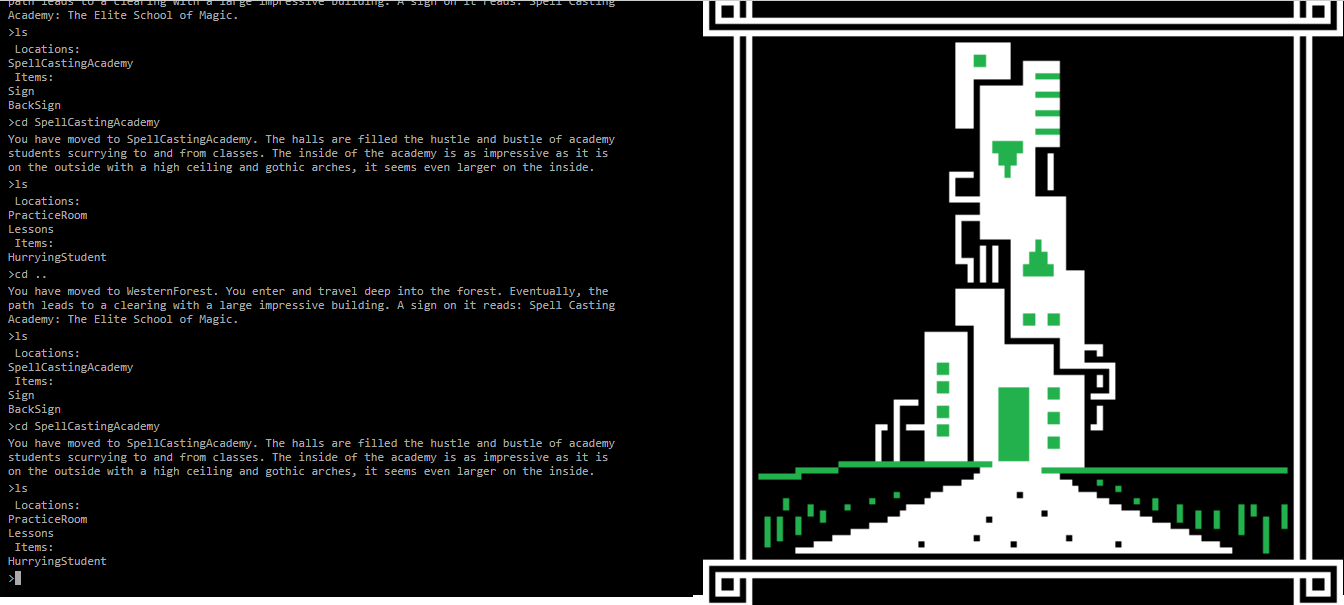 path leads to a clearing with a large impressive building. A sign on it reads: Spell Casting
Academy: The Elite School of Magic.
>ls
Locations:
SpellCastingAcademy
Items:
Sign
BackSign
>cd SpellCastingAcademy
You have moved to SpellCastingAcademy. The halls are filled the hustle and bustle of academy
students scurrying to and from classes. The inside of the academy is as impressive as it is
on the outside with a high ceiling and gothic arches, it seems even larger on the inside.
>ls
Locations:
PracticeRoom
Lessons
Items:
HurryingStudent
>cd ..
You have moved to WesternForest. You enter and travel deep into the forest. Eventually, the
path leads to a clearing with a large impressive building. A sign on it reads: Spell Casting
Academy: The Elite School of Magic.
>ls
Locations:
SpellCastingAcademy
Items:
Sign
BackSign
>cd SpellCastingAcademy
You have moved to SpellCastingAcademy. The halls are filled the hustle and bustle of academy
students scurrying to and from classes. The inside of the academy is as impressive as it is
on the outside with a high ceiling and gothic arches, it seems even larger on the inside.
>ls
Locations:
PracticeRoom
Lessons
Items:
HurryingStudent
>